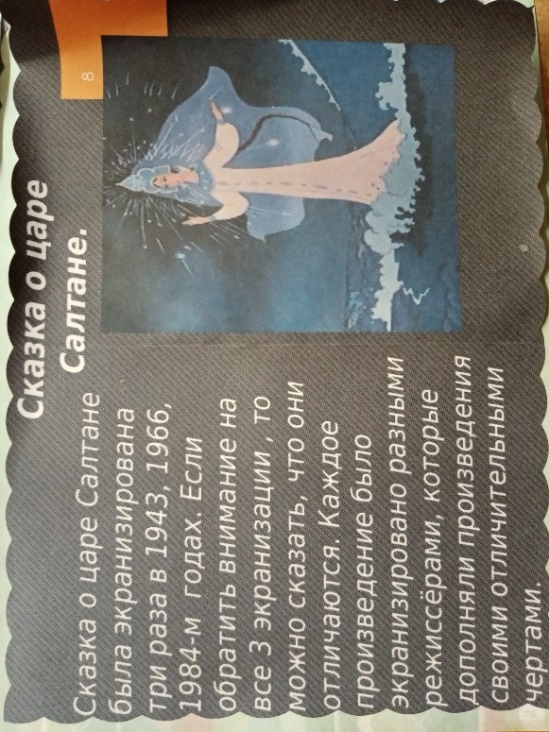 Сказка о царе
Салтане.
8
Сказка о царе Салтане
была экранизирована
три раза в 1943, 1966,
1984-м годах. Если
обратить внимание на
все 3 экранизации , то
можно сказать, что они
отличаются. Каждое
произведение было
экранизировано разными
режиссёрами, которые
дополняли произведения
своими отличительными
чертами.